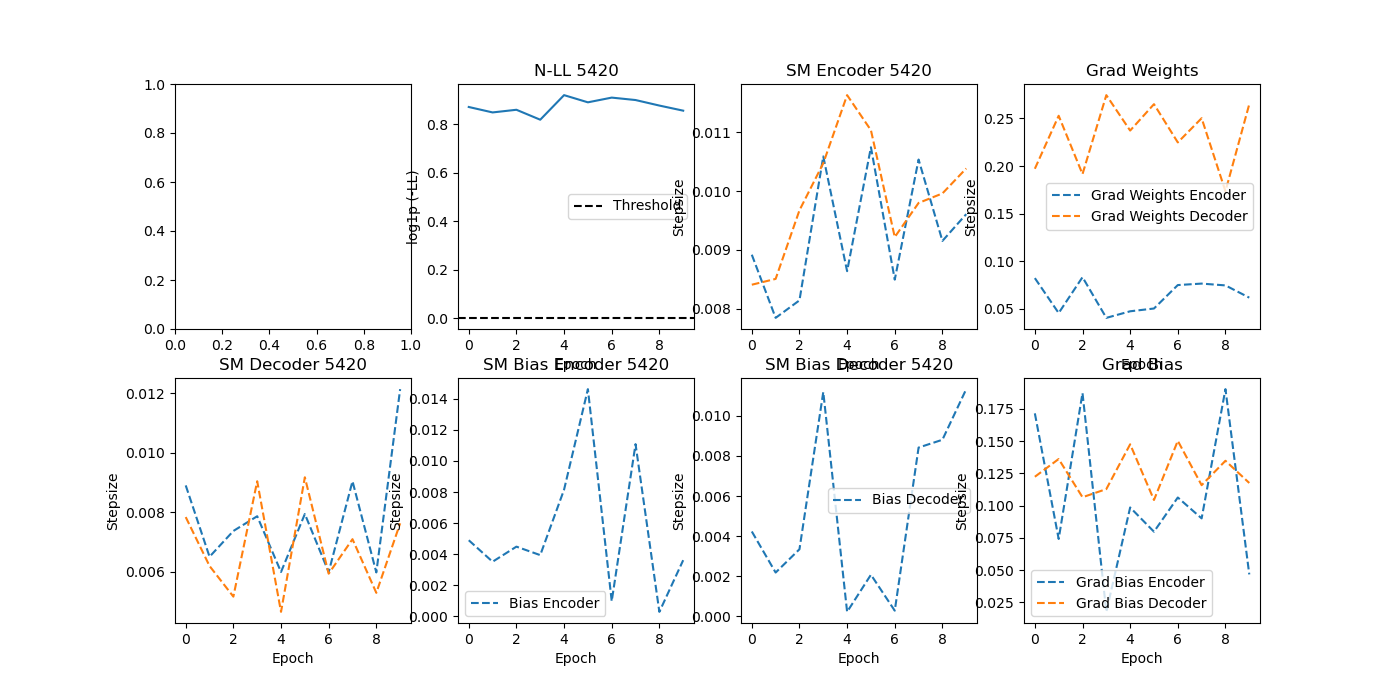 1.0
0.8
0.6
0.4
0.2
0.0
0.0 0.2 0.4 0.6 0.8 1.0
N-LL 5420
log1p (-LL)
0.8
0.6
0.4
0.2
0.0
Threshold
0 2 4 6 8
Epoch
SM Encoder 5420
Stepsize
0.011
0.010
0.009
0.008
0 2 4 6 8
Epoch
Grad Weights
Stepsize
0.25
0.20
0.15
0.10
0.05
Grad Weights Encoder
Grad Weights Decoder
0 2 4 6 8
Epoch
SM Decoder 5420
Stepsize
0.012
0.010
0.008
0.006
0 2 4 6 8
Epoch
SM Bias Encoder 5420
Stepsize
0.014
0.012
0.010
0.008
0.006
0.004
0.002
0.000
Bias Encoder
0 2 4 6 8
Epoch
SM Bias Decoder 5420
Stepsize
0.010
0.008
0.006
0.004
0.002
0.000
Bias Decoder
0 2 4 6 8
Epoch
Grad Bias
Stepsize
0.175
0.150
0.125
0.100
0.075
0.050
0.025
Grad Bias Encoder
Grad Bias Decoder
0 2 4 6 8
Epoch